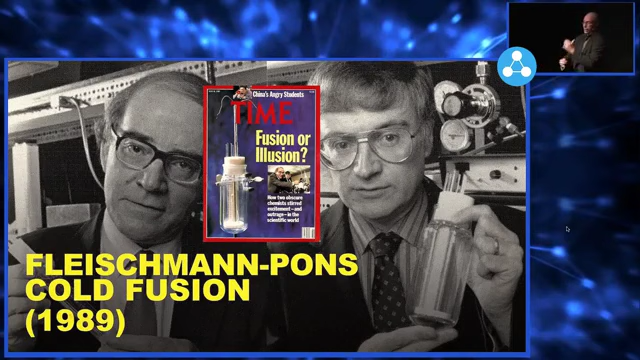 China's Angry Students
TIME
Fusion or
Illusion?
How two obscure
chemists stirred
excitement—and
outrage—in the
scientific world
FLEISCHMANN-PONS
COLD FUSION
(1989)